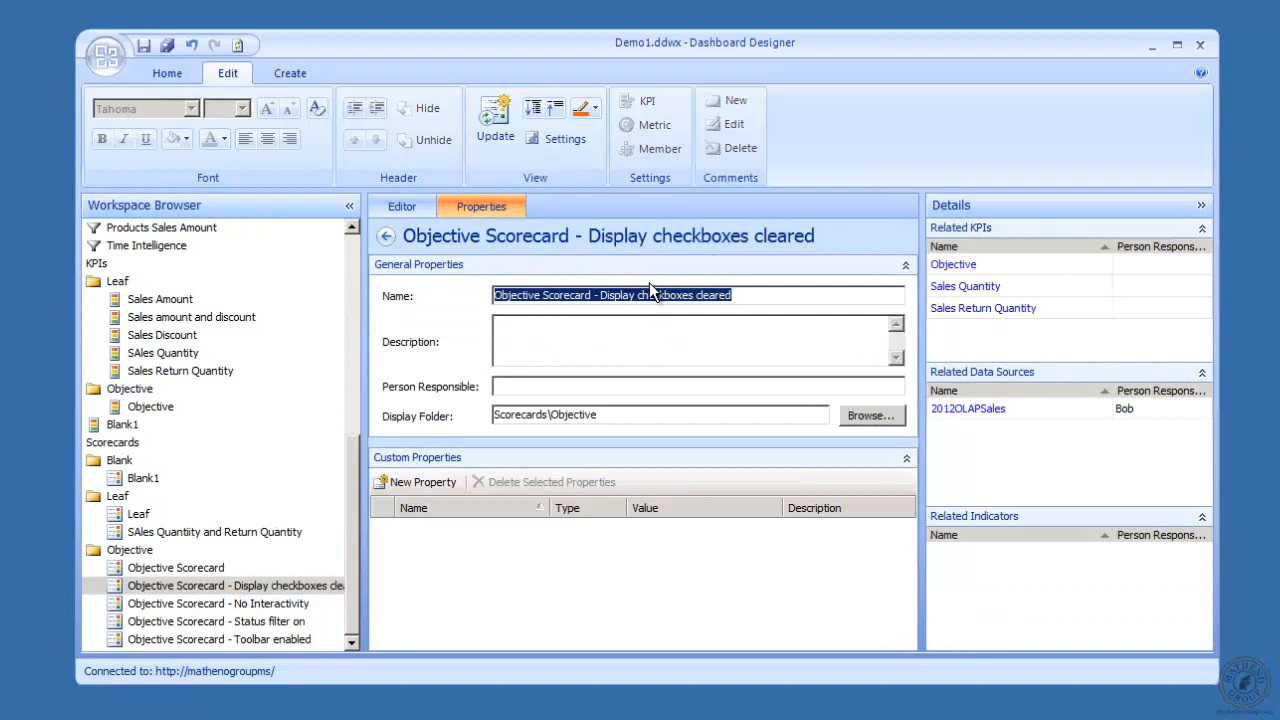 Demo1.ddwx - Dashboard Designer
Home Edit Create
Tahoma
Hide
Unhide
Update
Settings
KPI
Metric
Member
New
Edit
Delete
Font Header View Settings Comments
Workspace Browser
Products Sales Amount
Time Intelligence
KPIs
Leaf
Sales Amount
Sales amount and discount
Sales Discount
SAles Quantity
Sales Return Quantity
Objective
Objective
Blank1
Scorecards
Blank
Blank1
Leaf
Leaf
SAles Quantity and Return Quantity
Objective
Objective Scorecard
Objective Scorecard - Display checkboxes cle
Objective Scorecard - No Interactivity
Objective Scorecard - Status filter on
Objective Scorecard - Toolbar enabled
Editor Properties
Objective Scorecard - Display checkboxes cleared
General Properties
Name: Objective Scorecard - Display checkboxes cleared
Description:
Person Responsible:
Display Folder: Scorecards\Objective Browse...
Custom Properties
New Property Delete Selected Properties
Name Type Value Description
Details
Related KPIs
Name Person Respons...
Objective
Sales Quantity
Sales Return Quantity
Related Data Sources
Name Person Respons...
2012OLAPSales Bob
Related Indicators
Name Person Respons...
Connected to: http://mathenogroupms/